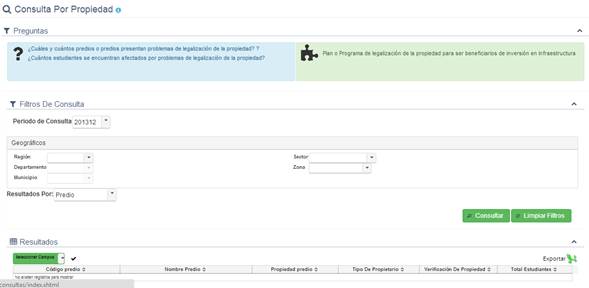 Consulta Por Propiedad
Preguntas
¿Cuáles y cuántos predios o predios presentan problemas de legalización de la propiedad? ?
¿Cuántos estudiantes se encuentran afectados por problemas de legalización de la propiedad?
Plan o Programa de legalización de la propiedad para ser beneficiarios de inversión en infraestructura
Filtros De Consulta
Periodo de Consulta 201312
Geográficos
Región
Sector
Departamento
Zona
Municipio
Resultados Por: Predio
Consultar
Limpiar Filtros
Resultados
Seleccionar Campos
Exportar
Código predio
Nombre Predio
Propiedad predio
Tipo De Propietario
Verificación De Propiedad
Total Estudiantes
No existen registros para mostrar
consultas/index.xhtml